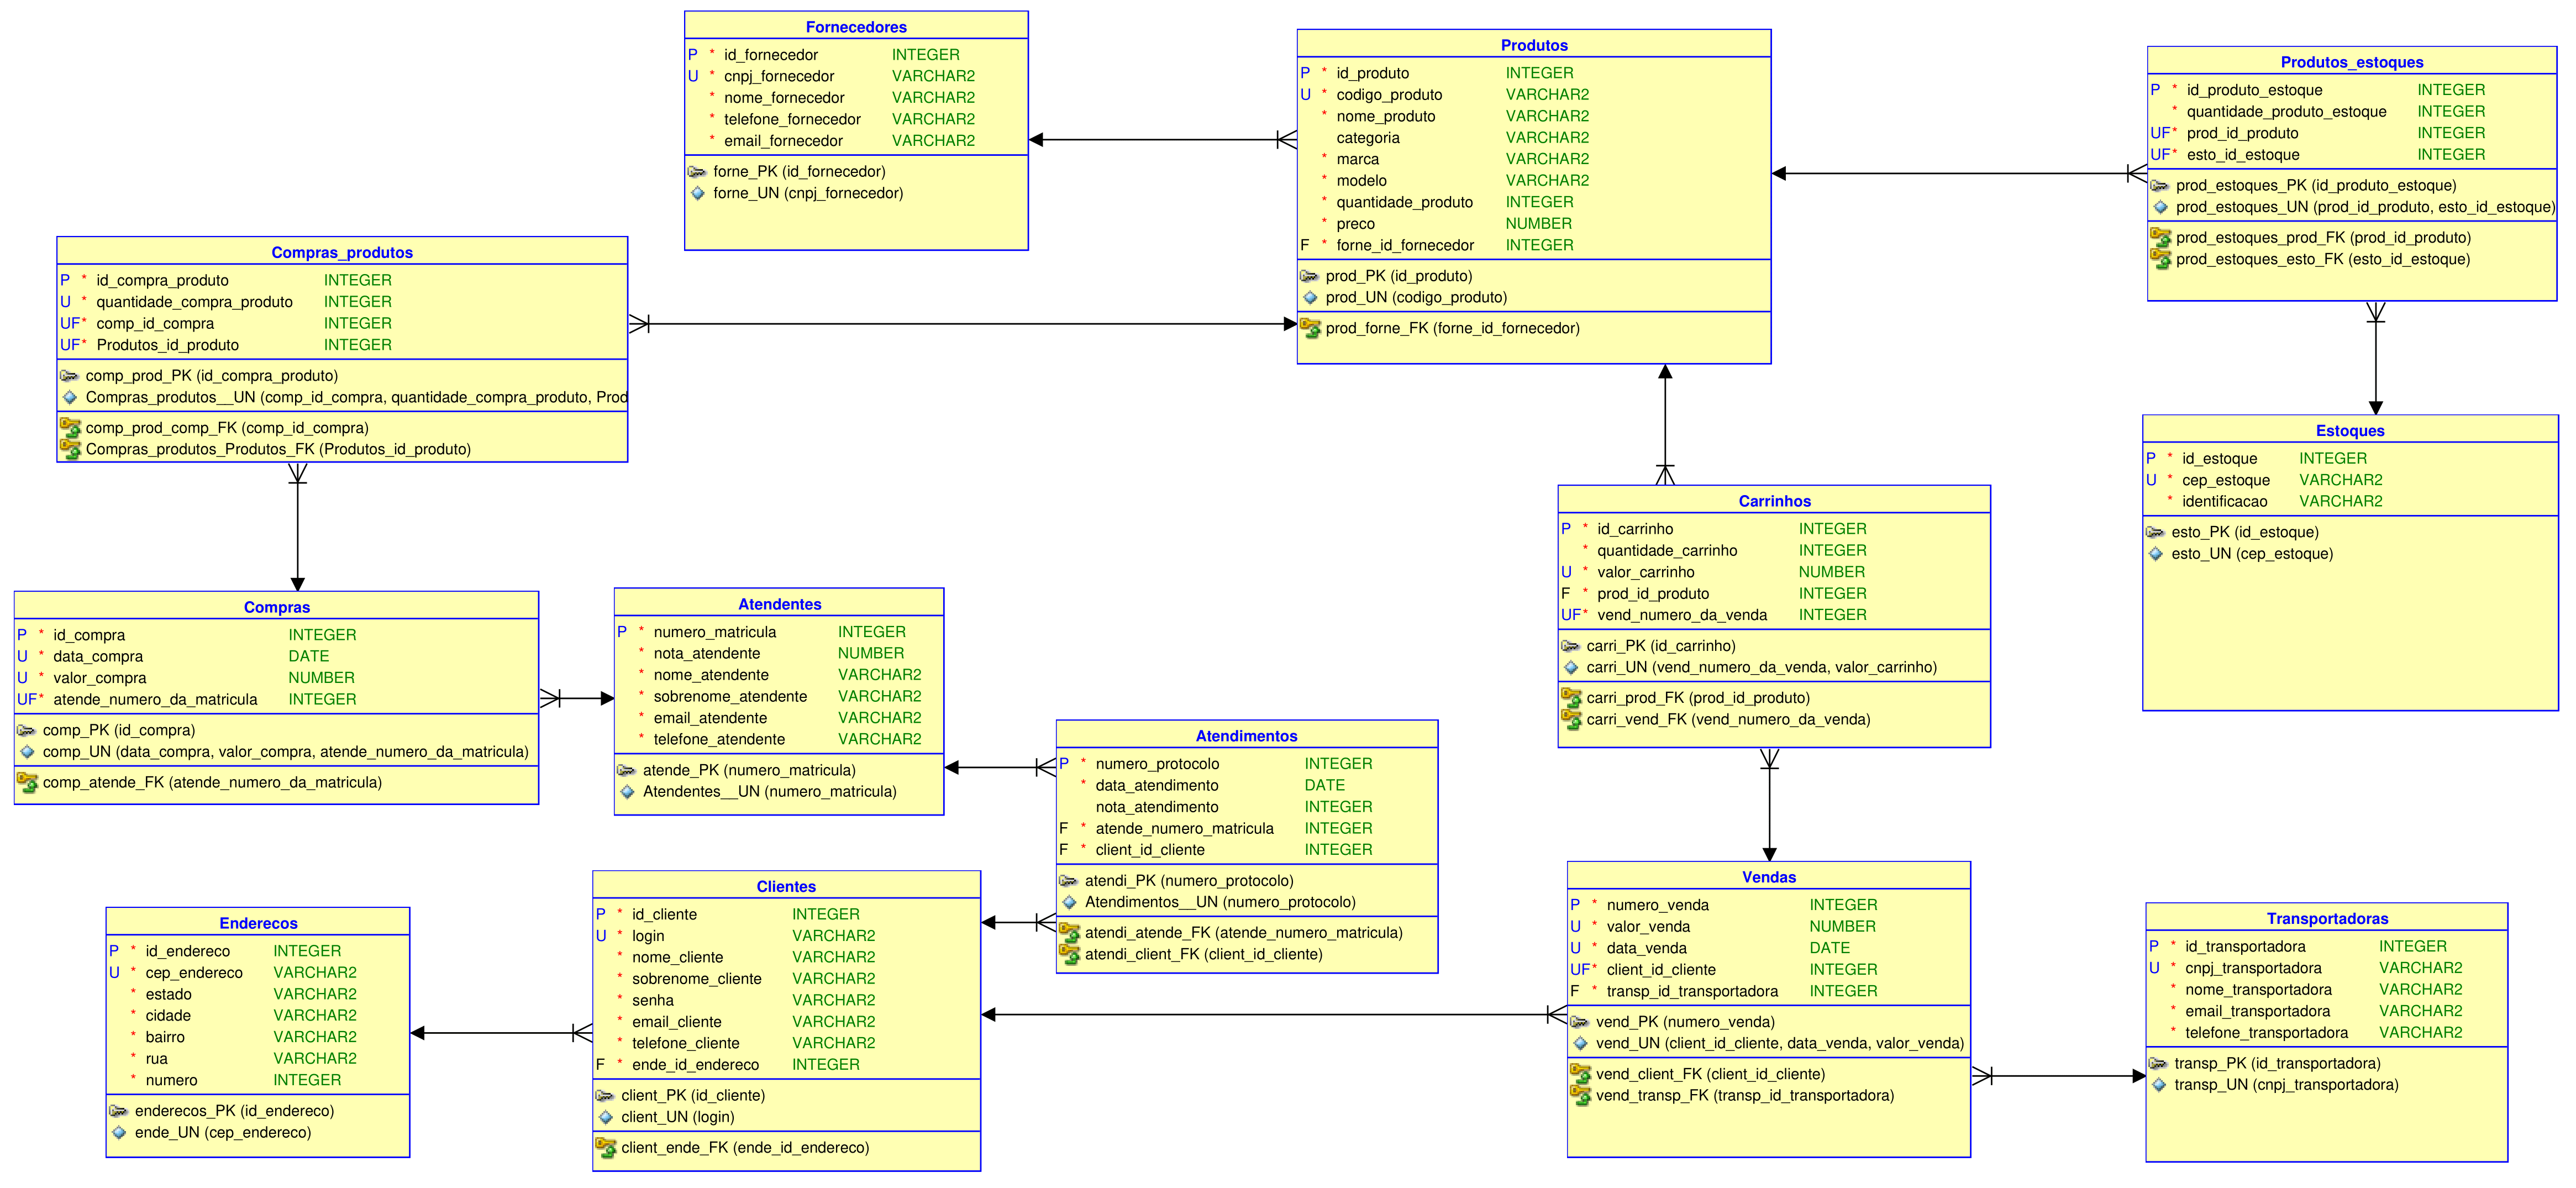 Fornecedores
P * id_fornecedor INTEGER
U * cnpj_fornecedor VARCHAR2
* nome_fornecedor VARCHAR2
* telefone_fornecedor VARCHAR2
* email_fornecedor VARCHAR2
forne_PK (id_fornecedor)
forne_UN (cnpj_fornecedor)
Produtos
P * id_produto INTEGER
U * codigo_produto VARCHAR2
* nome_produto VARCHAR2
categoria VARCHAR2
* marca VARCHAR2
* modelo VARCHAR2
* quantidade_produto INTEGER
* preco NUMBER
F * forne_id_fornecedor INTEGER
prod_PK (id_produto)
prod_UN (codigo_produto)
prod_forne_FK (forne_id_fornecedor)
Produtos_estoques
P * id_produto_estoque INTEGER
* quantidade_produto_estoque INTEGER
UF* prod_id_produto INTEGER
UF* esto_id_estoque INTEGER
prod_estoques_PK (id_produto_estoque)
prod_estoques_UN (prod_id_produto, esto_id_estoque)
prod_estoques_prod_FK (prod_id_produto)
prod_estoques_esto_FK (esto_id_estoque)
Compras_produtos
P * id_compra_produto INTEGER
U * quantidade_compra_produto INTEGER
UF* comp_id_compra INTEGER
UF* Produtos_id_produto INTEGER
comp_prod_PK (id_compra_produto)
Compras_produtos__UN (comp_id_compra, quantidade_compra_produto, Prod
comp_prod_comp_FK (comp_id_compra)
Compras_produtos_Produtos_FK (Produtos_id_produto)
Estoques
P * id_estoque INTEGER
U * cep_estoque VARCHAR2
* identificacao VARCHAR2
esto_PK (id_estoque)
esto_UN (cep_estoque)
Carrinhos
P * id_carrinho INTEGER
* quantidade_carrinho INTEGER
U * valor_carrinho NUMBER
F * prod_id_produto INTEGER
UF* vend_numero_da_venda INTEGER
carri_PK (id_carrinho)
carri_UN (vend_numero_da_venda, valor_carrinho)
carri_prod_FK (prod_id_produto)
carri_vend_FK (vend_numero_da_venda)
Compras
P * id_compra INTEGER
U * data_compra DATE
U * valor_compra NUMBER
UF* atende_numero_da_matricula INTEGER
comp_PK (id_compra)
comp_UN (data_compra, valor_compra, atende_numero_da_matricula)
comp_atende_FK (atende_numero_da_matricula)
Atendentes
P * numero_matricula INTEGER
* nota_atendente NUMBER
* nome_atendente VARCHAR2
* sobrenome_atendente VARCHAR2
* email_atendente VARCHAR2
* telefone_atendente VARCHAR2
atende_PK (numero_matricula)
Atendentes__UN (numero_matricula)
Atendimentos
P * numero_protocolo INTEGER
* data_atendimento DATE
nota_atendimento INTEGER
F * atende_numero_matricula INTEGER
F * client_id_cliente INTEGER
atendi_PK (numero_protocolo)
Atendimentos__UN (numero_protocolo)
atendi_atende_FK (atende_numero_matricula)
atendi_client_FK (client_id_cliente)
Enderecos
P * id_endereco INTEGER
U * cep_endereco VARCHAR2
* estado VARCHAR2
* cidade VARCHAR2
* bairro VARCHAR2
* rua VARCHAR2
* numero INTEGER
enderecos_PK (id_endereco)
ende_UN (cep_endereco)
Clientes
P * id_cliente INTEGER
U * login VARCHAR2
* nome_cliente VARCHAR2
* sobrenome_cliente VARCHAR2
* senha VARCHAR2
* email_cliente VARCHAR2
* telefone_cliente VARCHAR2
F * ende_id_endereco INTEGER
client_PK (id_cliente)
client_UN (login)
client_ende_FK (ende_id_endereco)
Vendas
P * numero_venda INTEGER
U * valor_venda NUMBER
U * data_venda DATE
UF* client_id_cliente INTEGER
F * transp_id_transportadora INTEGER
vend_PK (numero_venda)
vend_UN (client_id_cliente, data_venda, valor_venda)
vend_client_FK (client_id_cliente)
vend_transp_FK (transp_id_transportadora)
Transportadoras
P * id_transportadora INTEGER
U * cnpj_transportadora VARCHAR2
* nome_transportadora VARCHAR2
* email_transportadora VARCHAR2
* telefone_transportadora VARCHAR2
transp_PK (id_transportadora)
transp_UN (cnpj_transportadora)